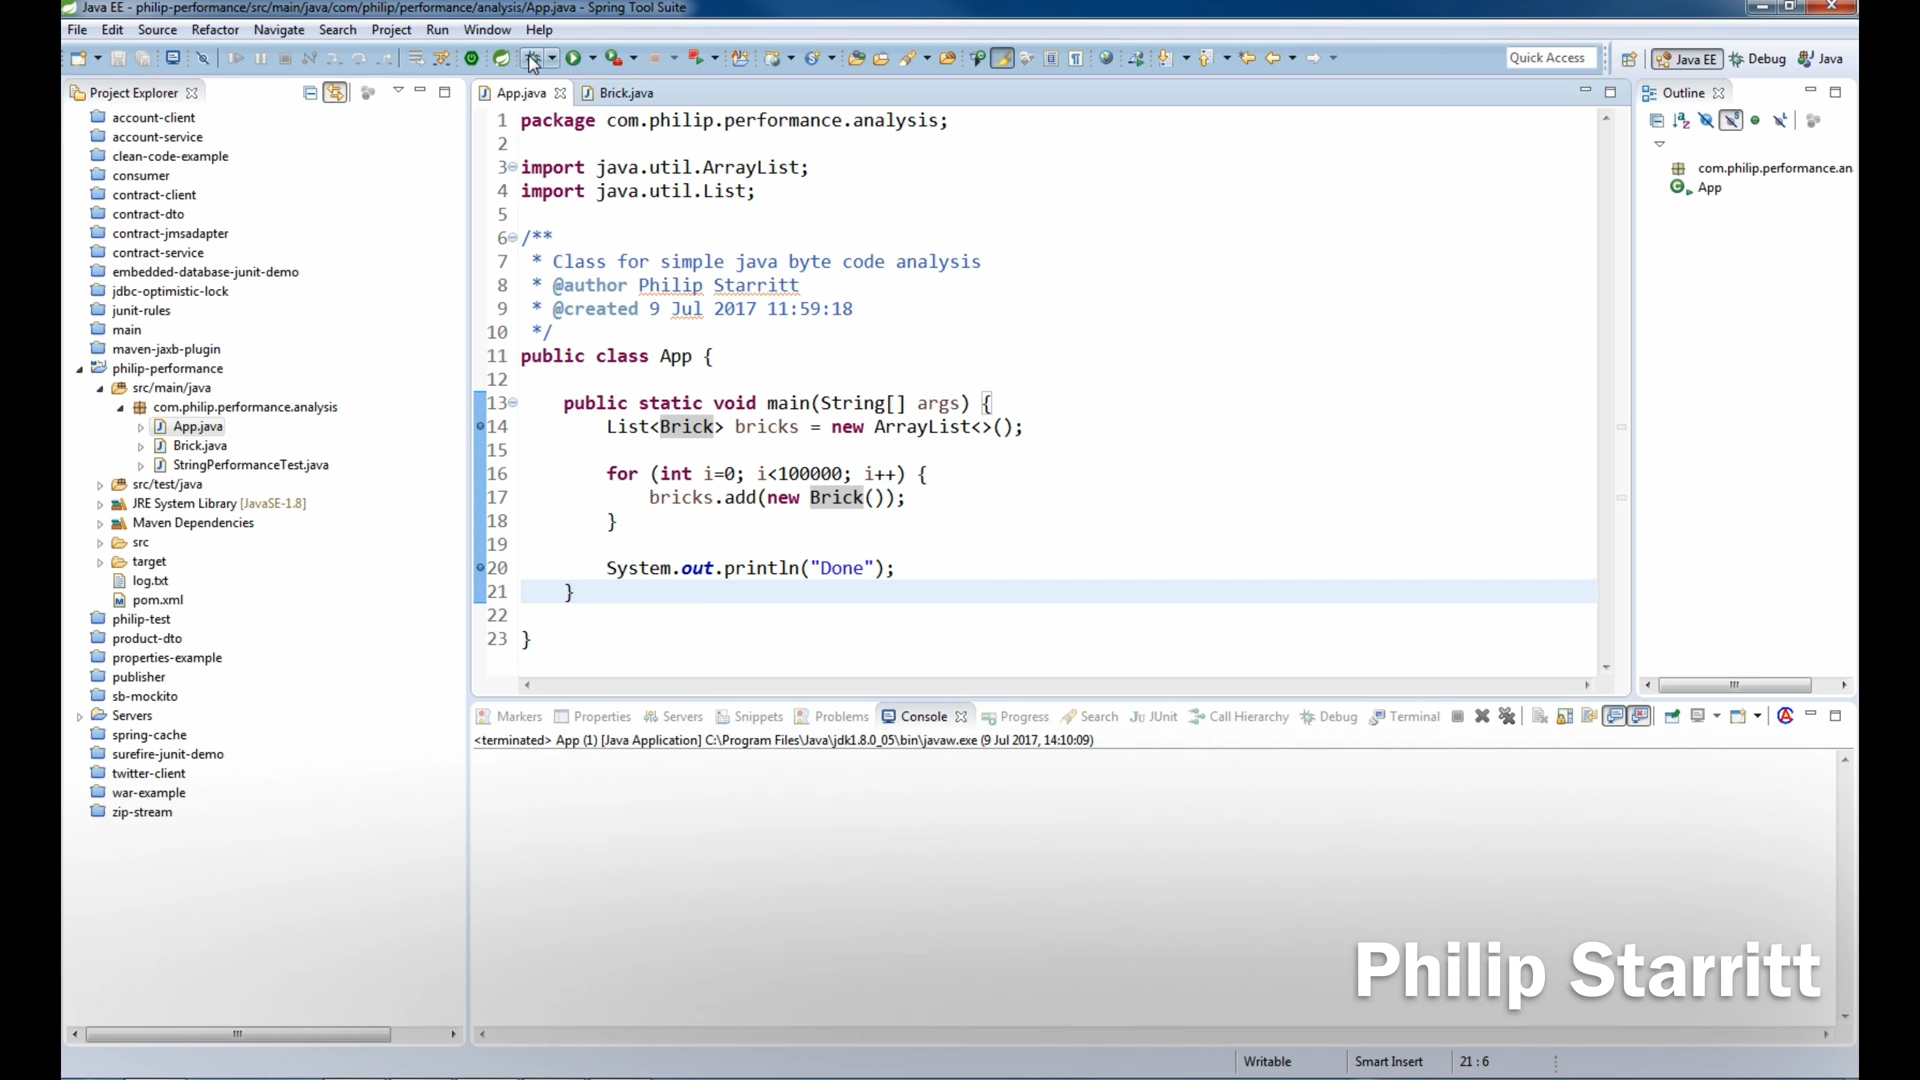 Java EE - philip-performance/src/main/java/com/philip/performance/analysis/App.java - Spring Tool Suite
File Edit Source Refactor Navigate Search Project Run Window Help
Quick Access
Java EE
Debug
Java
Project Explorer
account-client
account-service
clean-code-example
consumer
contract-client
contract-dto
contract-jmsadapter
contract-service
embedded-database-junit-demo
jdbc-optimistic-lock
junit-rules
main
maven-jaxb-plugin
philip-performance
src/main/java
com.philip.performance.analysis
App.java
Brick.java
StringPerformanceTest.java
src/test/java
JRE System Library [JavaSE-1.8]
Maven Dependencies
src
target
log.txt
pom.xml
philip-test
product-dto
properties-example
publisher
sb-mockito
Servers
spring-cache
surefire-junit-demo
twitter-client
war-example
zip-stream
App.java
Brick.java
1 package com.philip.performance.analysis;
2
3 import java.util.ArrayList;
4 import java.util.List;
5
6 /**
7 * Class for simple java byte code analysis
8 * @author Philip Starritt
9 * @created 9 Jul 2017 11:59:18
10 */
11 public class App {
12
13 public static void main(String[] args) {
14 List<Brick> bricks = new ArrayList<>();
15
16 for (int i=0; i<100000; i++) {
17 bricks.add(new Brick());
18 }
19
20 System.out.println("Done");
21 }
22
23 }
Outline
com.philip.performance.an
App
Markers Properties Servers Snippets Problems Console Progress Search JUnit Call Hierarchy Debug Terminal
<terminated> App (1) [Java Application] C:\Program Files\Java\jdk1.8.0_05\bin\javaw.exe (9 Jul 2017, 14:10:09)
Philip Starritt
Writable
Smart Insert
21 : 6